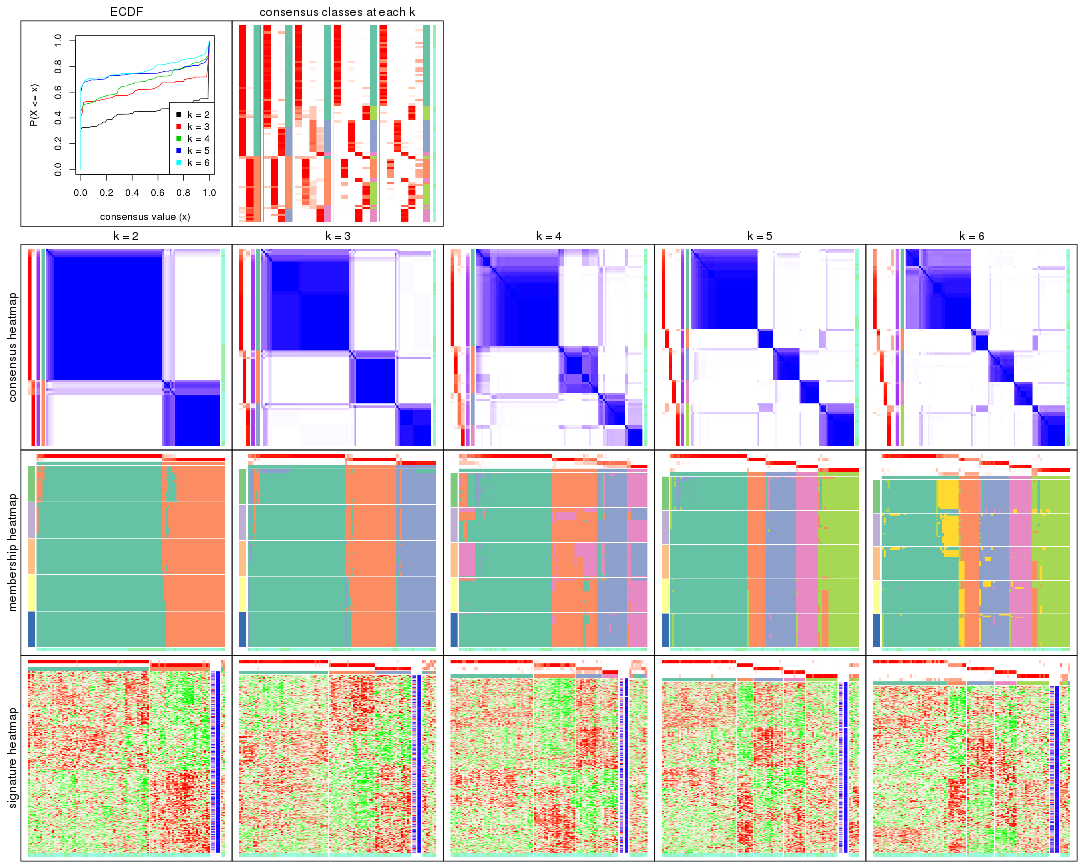 ECDF
consensus classes at each k
P(X <= x)
0.0 0.2 0.4 0.6 0.8 1.0
k = 2
k = 3
k = 4
k = 5
k = 6
0.0 0.2 0.4 0.6 0.8 1.0
consensus value (x)
k = 2 k = 3 k = 4 k = 5 k = 6
consensus heatmap
membership heatmap
signature heatmap